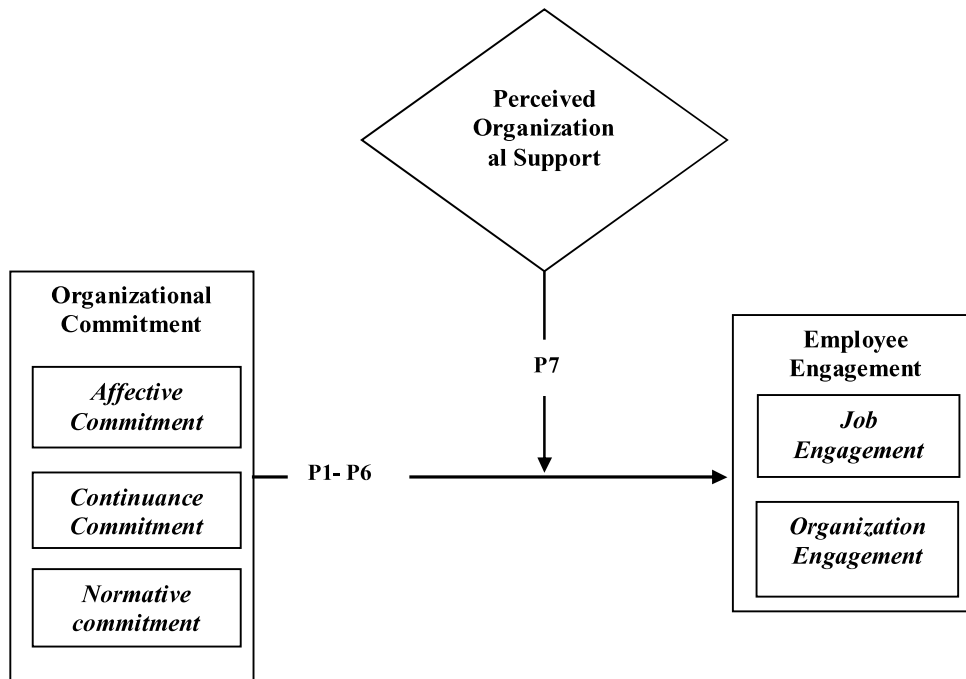 Perceived
Organization
al Support
P7
Organizational
Commitment
Affective
Commitment
Continuance
Commitment
Normative
commitment
P1- P6
Employee
Engagement
Job
Engagement
Organization
Engagement